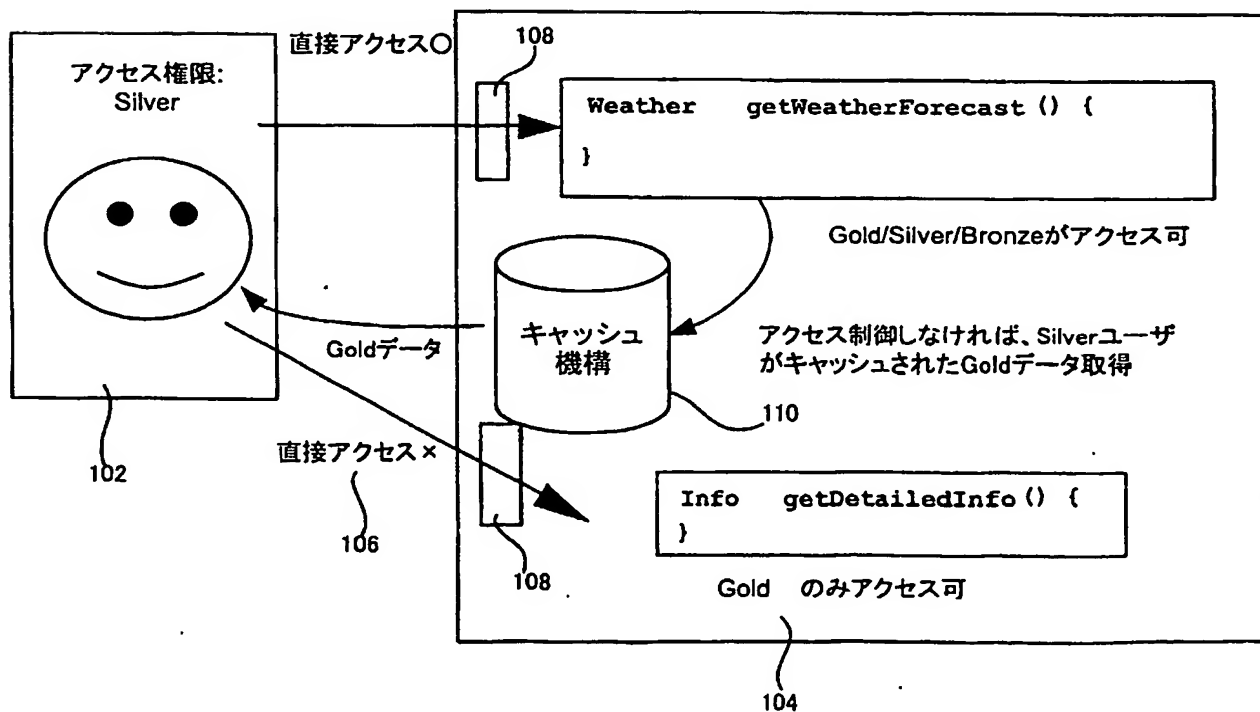 直接アクセス〇
108
アクセス権限:
Silver
Weather getWeatherForecast () {
}
Gold/Silver/Bronzeがアクセス可
キャッシュ
機構
Goldデータ
アクセス制御しなければ、Silverユーザ
がキャッシュされたGoldデータ取得
110
直接アクセス×
102
106
108
Info getDetailedInfo () {
}
Gold のみアクセス可
104